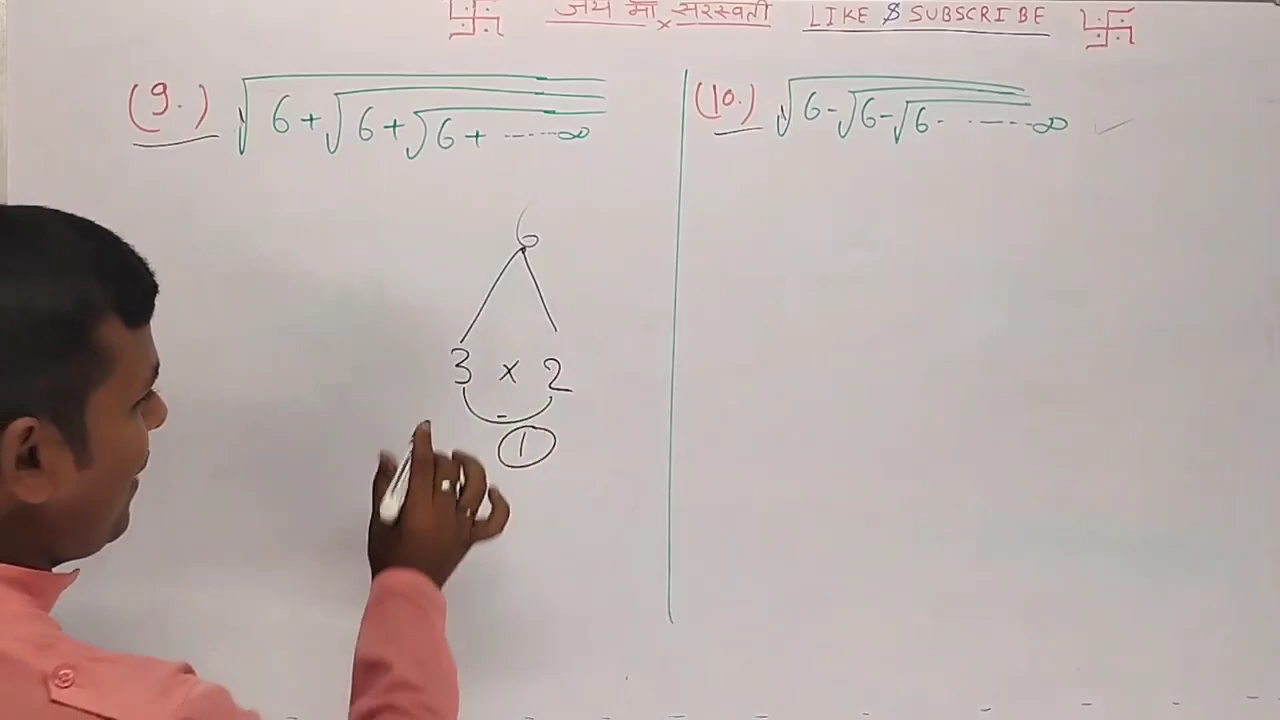 जय माँ × सरस्वती LIKE $ SUBSCRIBE
(9.) √6+√6+√6+ ------∞
(10.) √6-√6-√6- ------∞
6
3 × 2
-
1